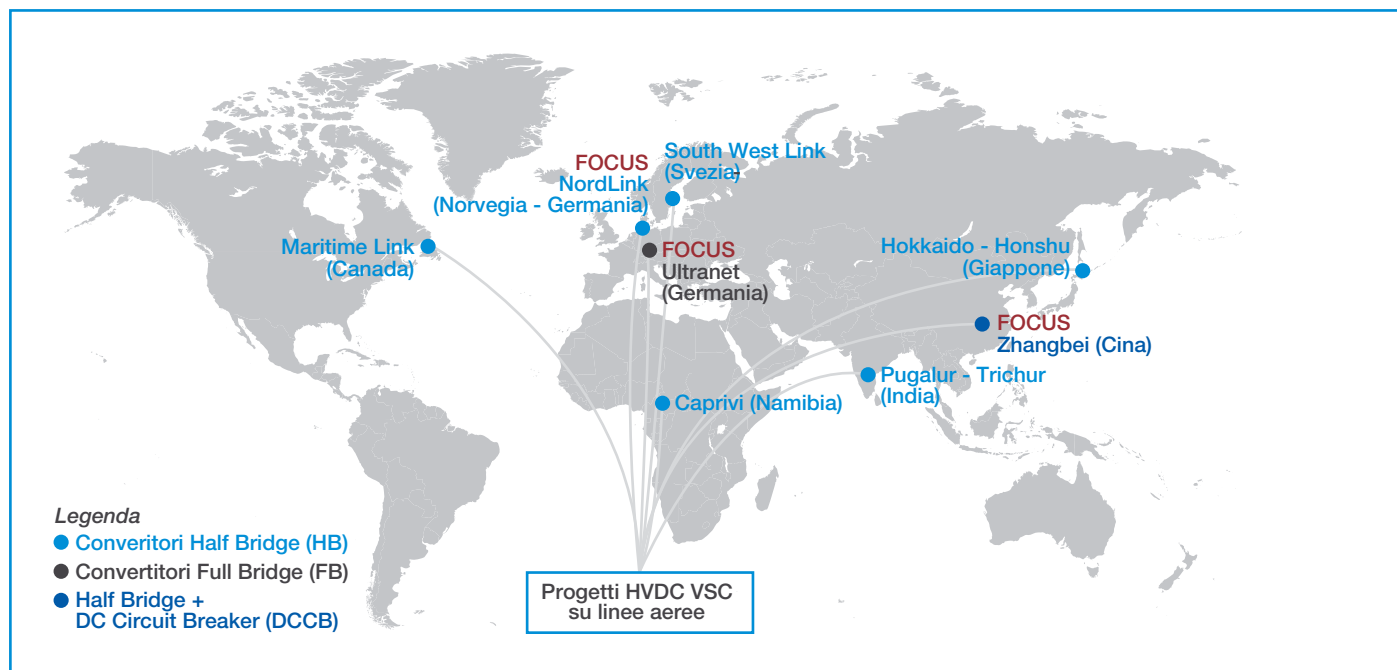 South West Link
(Svezia)
FOCUS
NordLink
(Norvegia - Germania)
Maritime Link
(Canada)
FOCUS
Ultranet
(Germania)
Hokkaido - Honshu
(Giappone)
FOCUS
Zhangbei (Cina)
Pugalur - Trichur
(India)
Caprivi (Namibia)
Legenda
Converitori Half Bridge (HB)
Convertitori Full Bridge (FB)
Half Bridge +
DC Circuit Breaker (DCCB)
Progetti HVDC VSC
su linee aeree